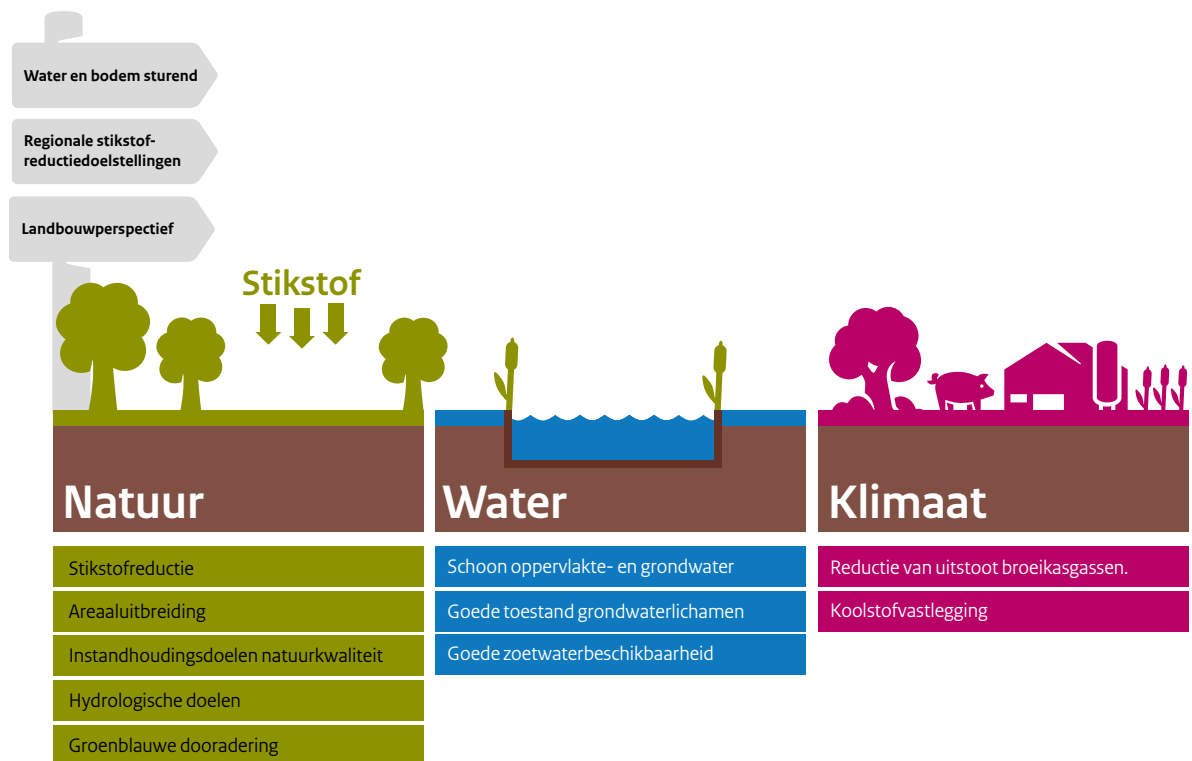 Water en bodem sturend
Regionale stikstof-
reductiedoelstellingen
Landbouwperspectief
Stikstof
Natuur
Stikstofreductie
Areaaluitbreiding
Instandhoudingsdoelen natuurkwaliteit
Hydrologische doelen
Groenblauwe dooradering
Water
Schoon oppervlakte- en grondwater
Goede toestand grondwaterlichamen
Goede zoetwaterbeschikbaarheid
Klimaat
Reductie van uitstoot broeikasgassen.
Koolstofvastlegging